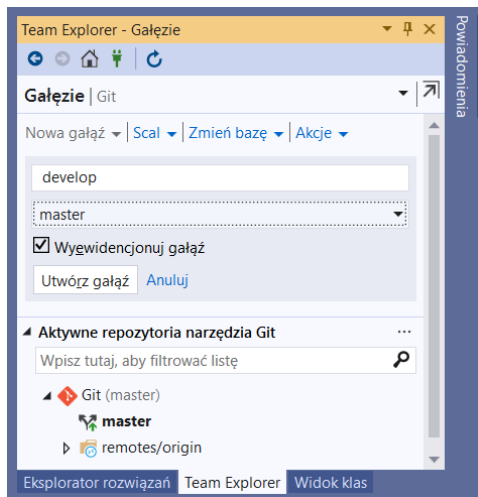 Team Explorer - Gałęzie
Gałęzie | Git
Nowa gałąź Scal Zmień bazę Akcje
develop
master
Wyewidencjonuj gałąź
Utwórz gałąź Anuluj
Aktywne repozytoria narzędzia Git ...
Wpisz tutaj, aby filtrować listę
Git (master)
master
remotes/origin
Eksplorator rozwiązań Team Explorer Widok klas
Powiadomienia